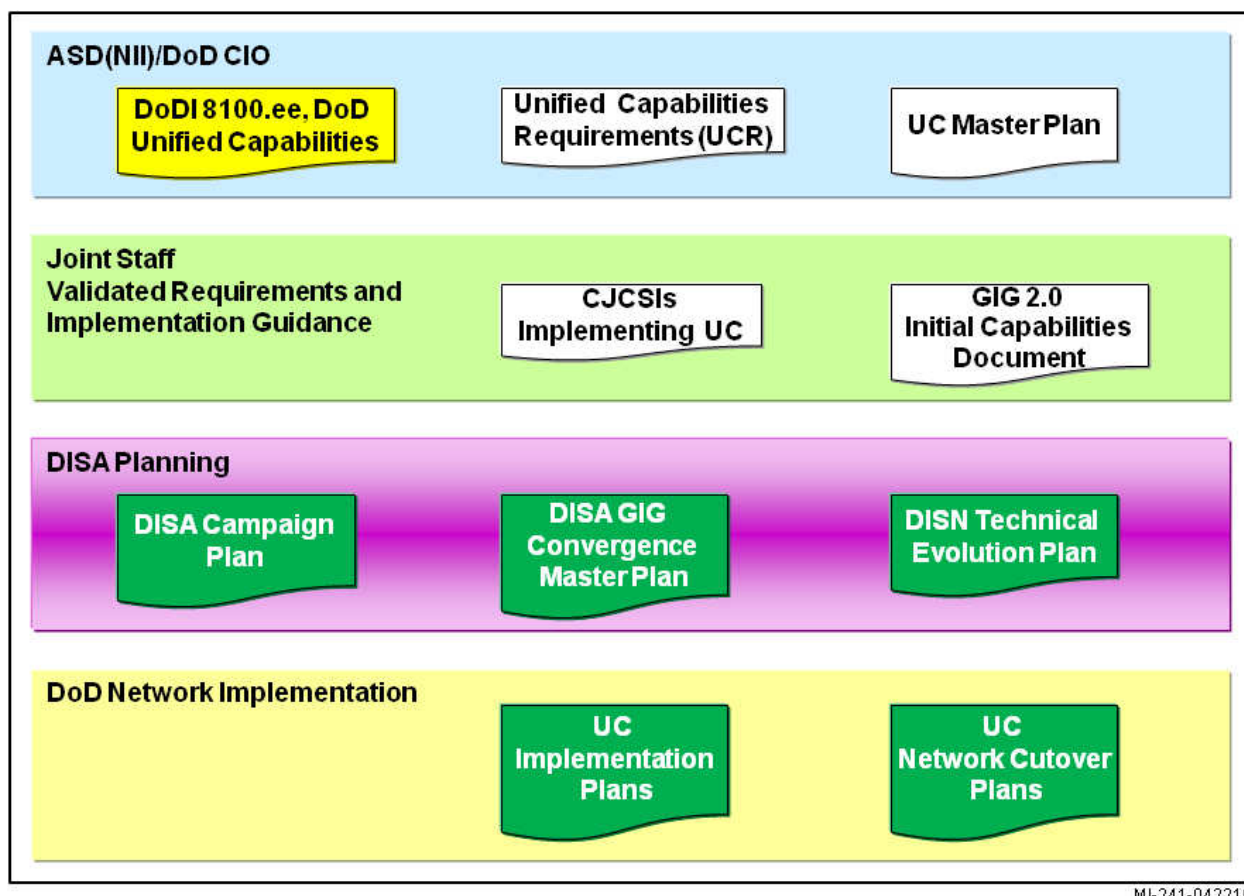 ASD(NII)/DoD CIO
DoDI 8100.ee, DoD
Unified Capabilities
Unified Capabilities
Requirements (UCR)
UC Master Plan
Joint Staff
Validated Requirements and
Implementation Guidance
CJCSIs
Implementing UC
GIG 2.0
Initial Capabilities
Document
DISA Planning
DISA Campaign
Plan
DISA GIG
Convergence
Master Plan
DISN Technical
Evolution Plan
DoD Network Implementation
UC
Implementation
Plans
UC
Network Cutover
Plans